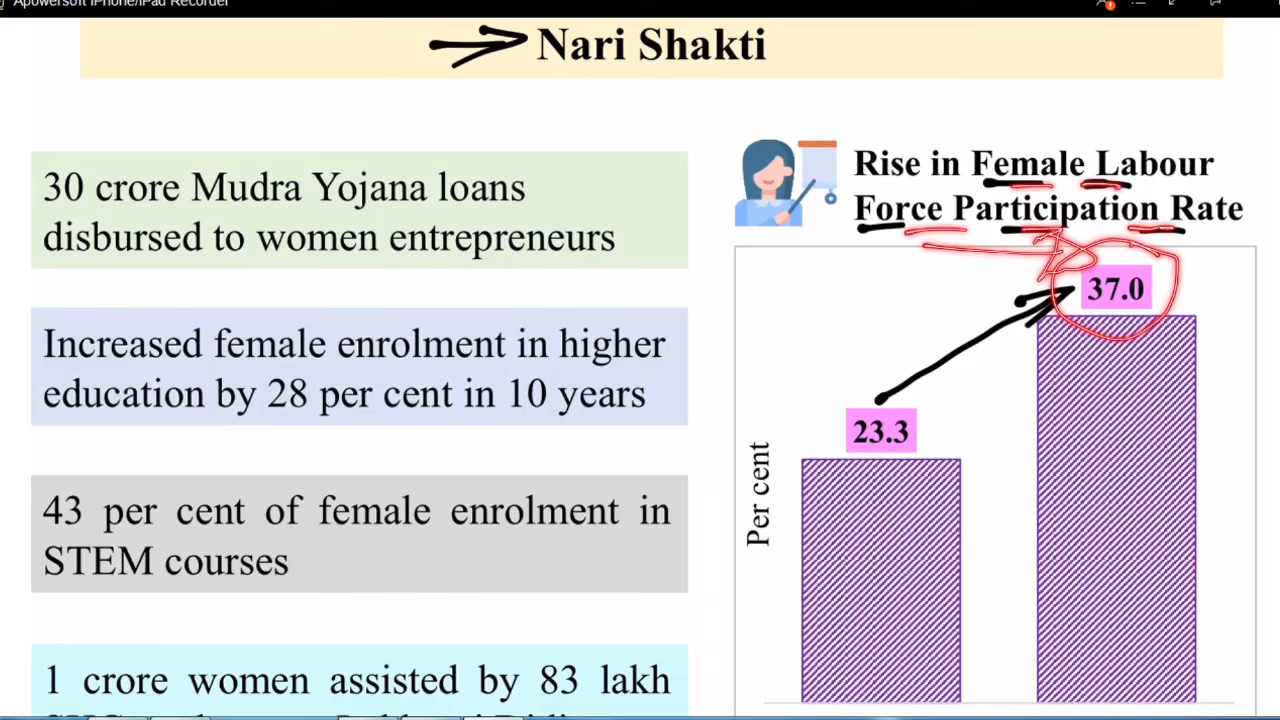 Apowersoft iPhone/iPad Recorder
Nari Shakti
30 crore Mudra Yojana loans
disbursed to women entrepreneurs
Increased female enrolment in higher
education by 28 per cent in 10 years
43 per cent of female enrolment in
STEM courses
1 crore women assisted by 83 lakh
Rise in Female Labour
Force Participation Rate
37.0
23.3
Per cent